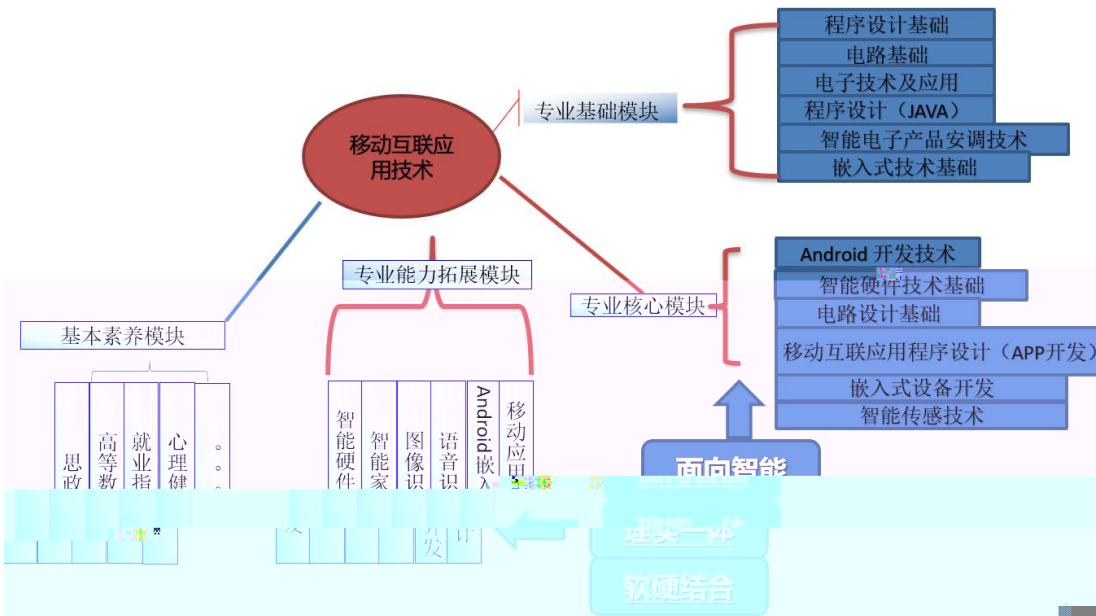 移动互联应
用技术
专业基础模块
程序设计基础
电路基础
电子技术及应用
程序设计（JAVA）
智能电子产品安调技术
嵌入式技术基础
专业核心模块
Android 开发技术
智能硬件技术基础
电路设计基础
移动互联应用程序设计（APP开发）
嵌入式设备开发
智能传感技术
专业能力拓展模块
智能硬件
智能家
图像识
语音识
Android嵌入
移动应用
发
开发
计
基本素养模块
思政
高等数
就业指
心理健
。。。
面向智能
理实一体
软硬结合